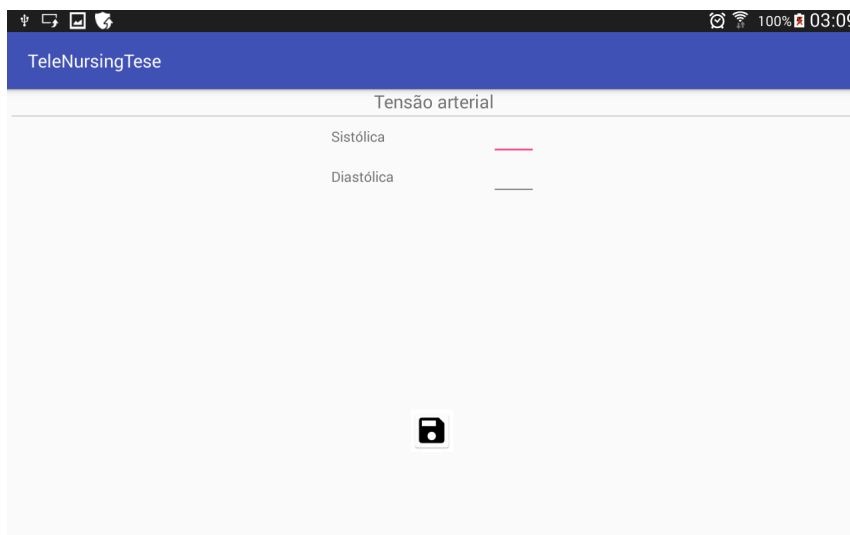 100% 03:09
TeleNursingTese
Tensão arterial
Sistólica
Diastólica